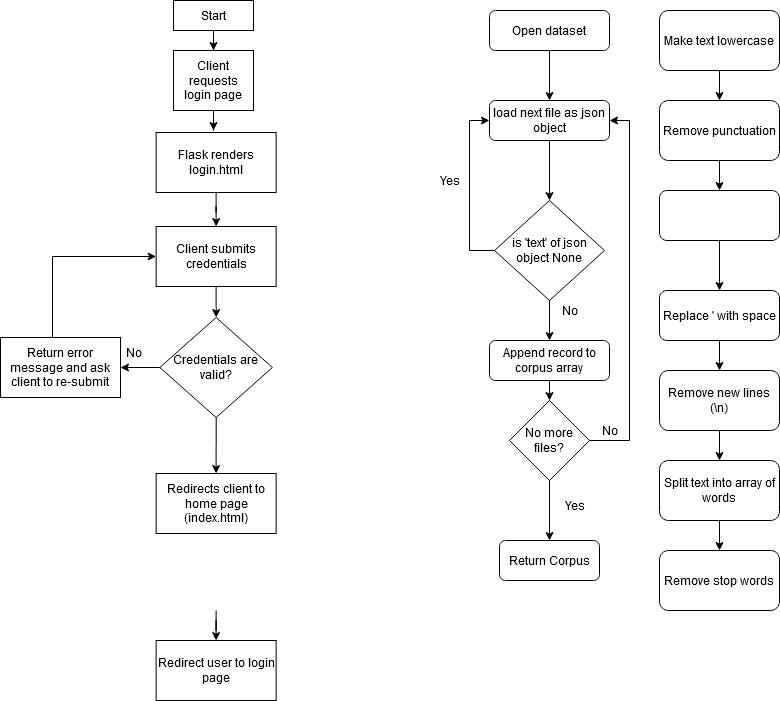 Start
Client
requests
login page
Flask renders
login.html
Client submits
credentials
Credentials are
valid?
No
Return error
message and ask
client to re-submit
Redirects client to
home page
(index.html)
Redirect user to login
page
Open dataset
load next file as json
object
Yes
is 'text' of json
object None
No
Append record to
corpus array
No more
files?
No
Yes
Return Corpus
Make text lowercase
Remove punctuation
Replace ' with space
Remove new lines
(\n)
Split text into array of
words
Remove stop words